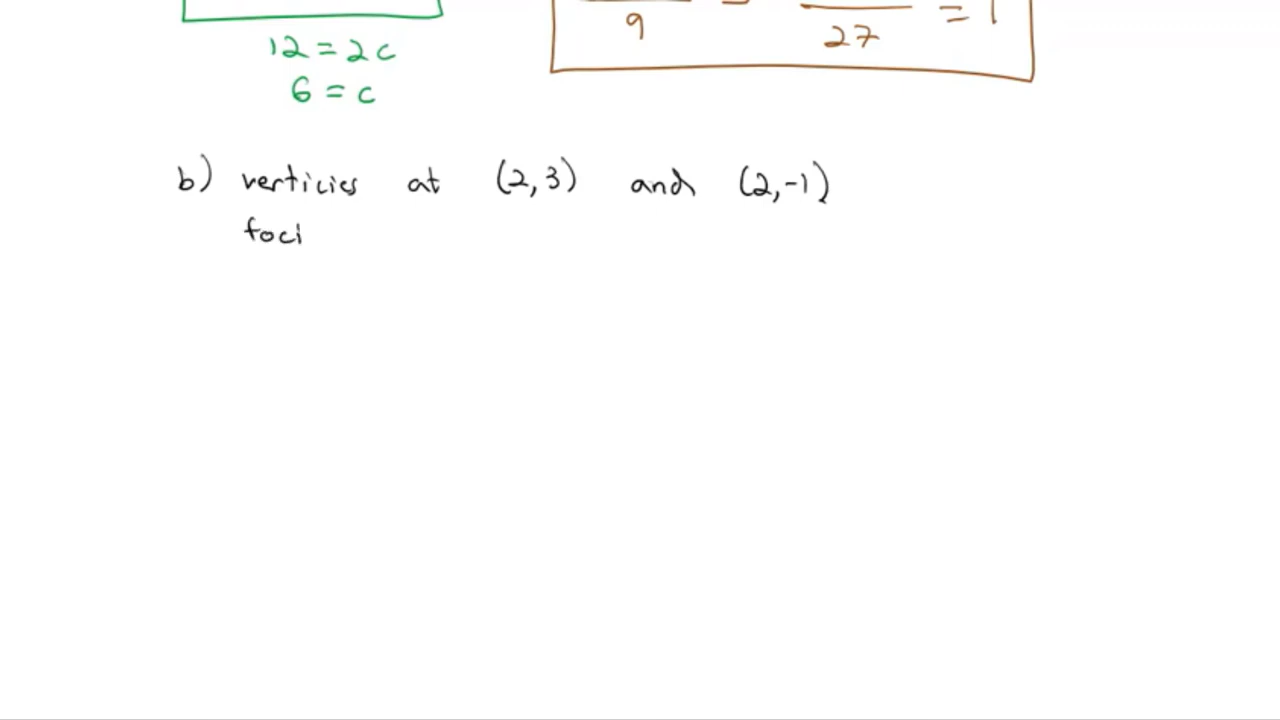 12 = 2c
6 = c
9 - 27 = 1
b) verticies at (2,3) and (2,-1)
foci